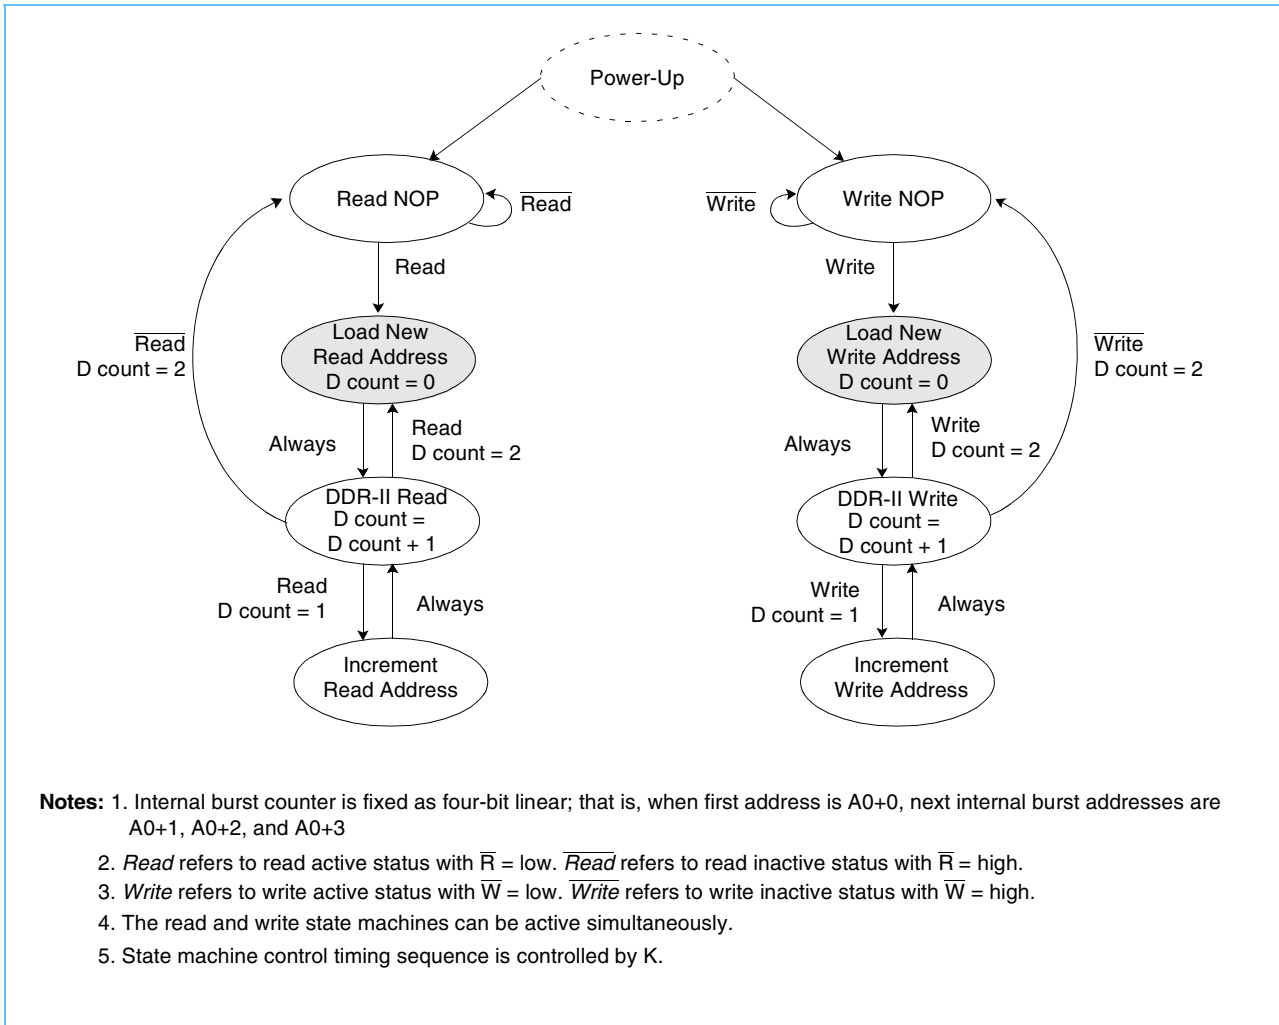 Power-Up
Read NOP
Read
Write
Write NOP
Read
Write
Load New
Read Address
D count = 0
Load New
Write Address
D count = 0
Read
D count = 2
Write
D count = 2
Always
Read
D count = 2
Always
Write
D count = 2
DDR-II Read
D count =
D count + 1
DDR-II Write
D count =
D count + 1
Read
D count = 1
Always
Write
D count = 1
Always
Increment
Read Address
Increment
Write Address
Notes: 1. Internal burst counter is fixed as four-bit linear; that is, when first address is A0+0, next internal burst addresses are
A0+1, A0+2, and A0+3
2. Read refers to read active status with R̅ = low. R̅e̅a̅d̅ refers to read inactive status with R̅ = high.
3. Write refers to write active status with W̅ = low. W̅r̅i̅t̅e̅ refers to write inactive status with W̅ = high.
4. The read and write state machines can be active simultaneously.
5. State machine control timing sequence is controlled by K.